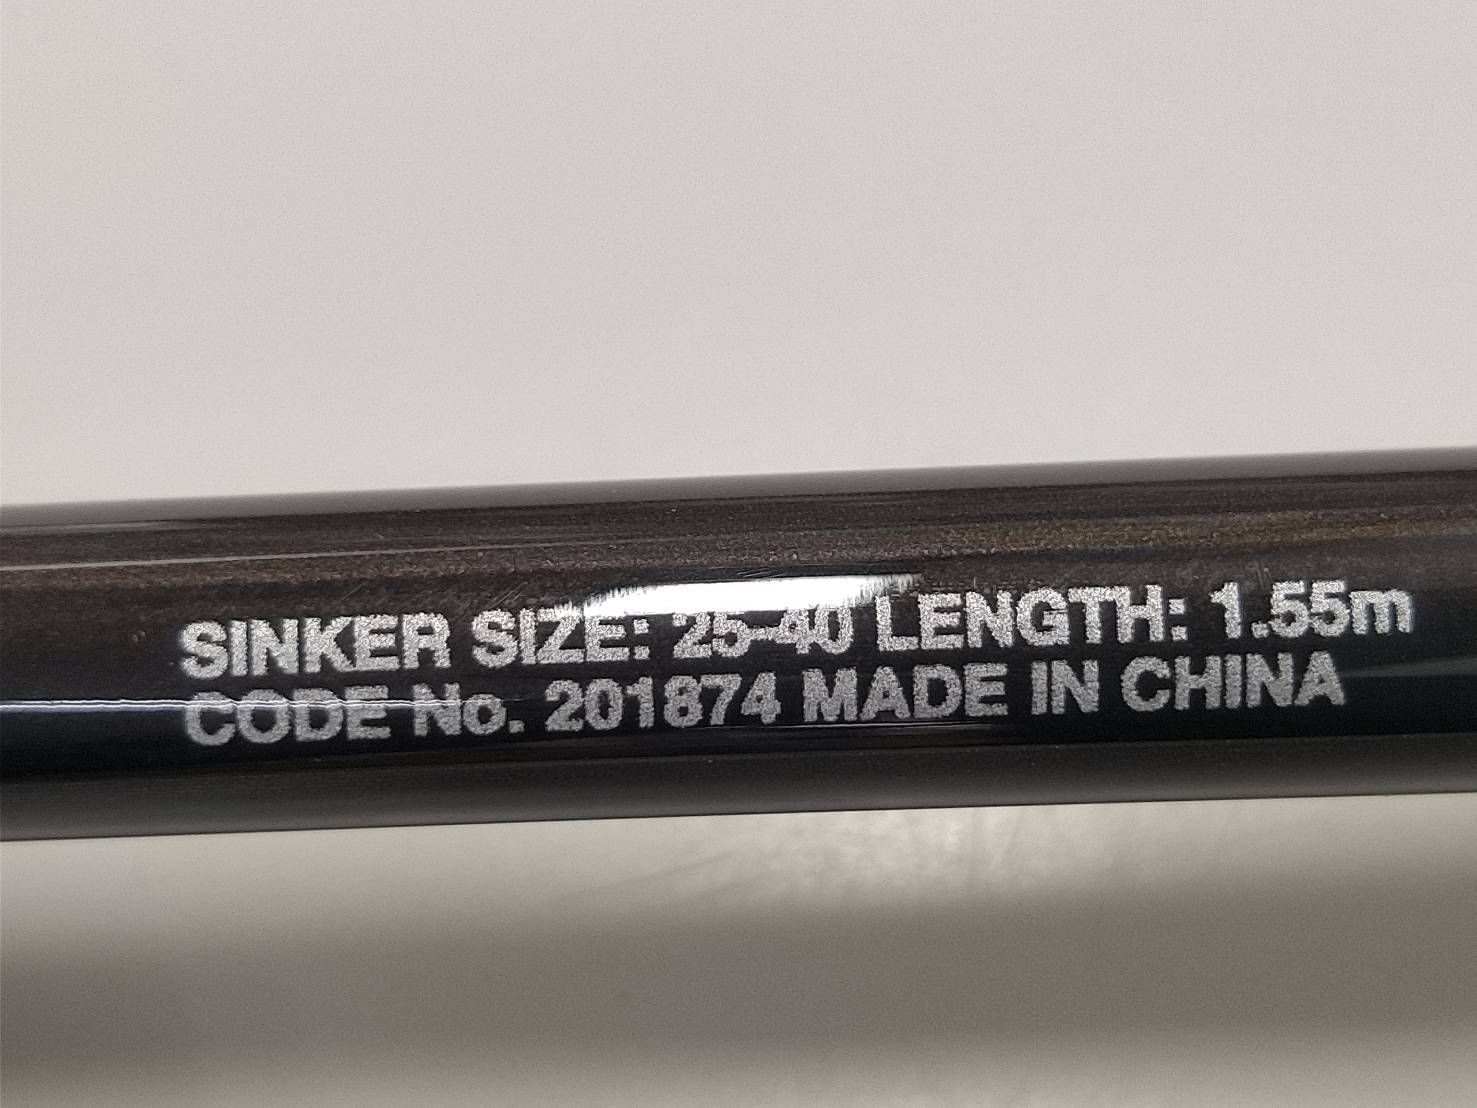 SINKER SIZE: 25-40 LENGTH: 1.55m
CODE No. 201874 MADE IN CHINA